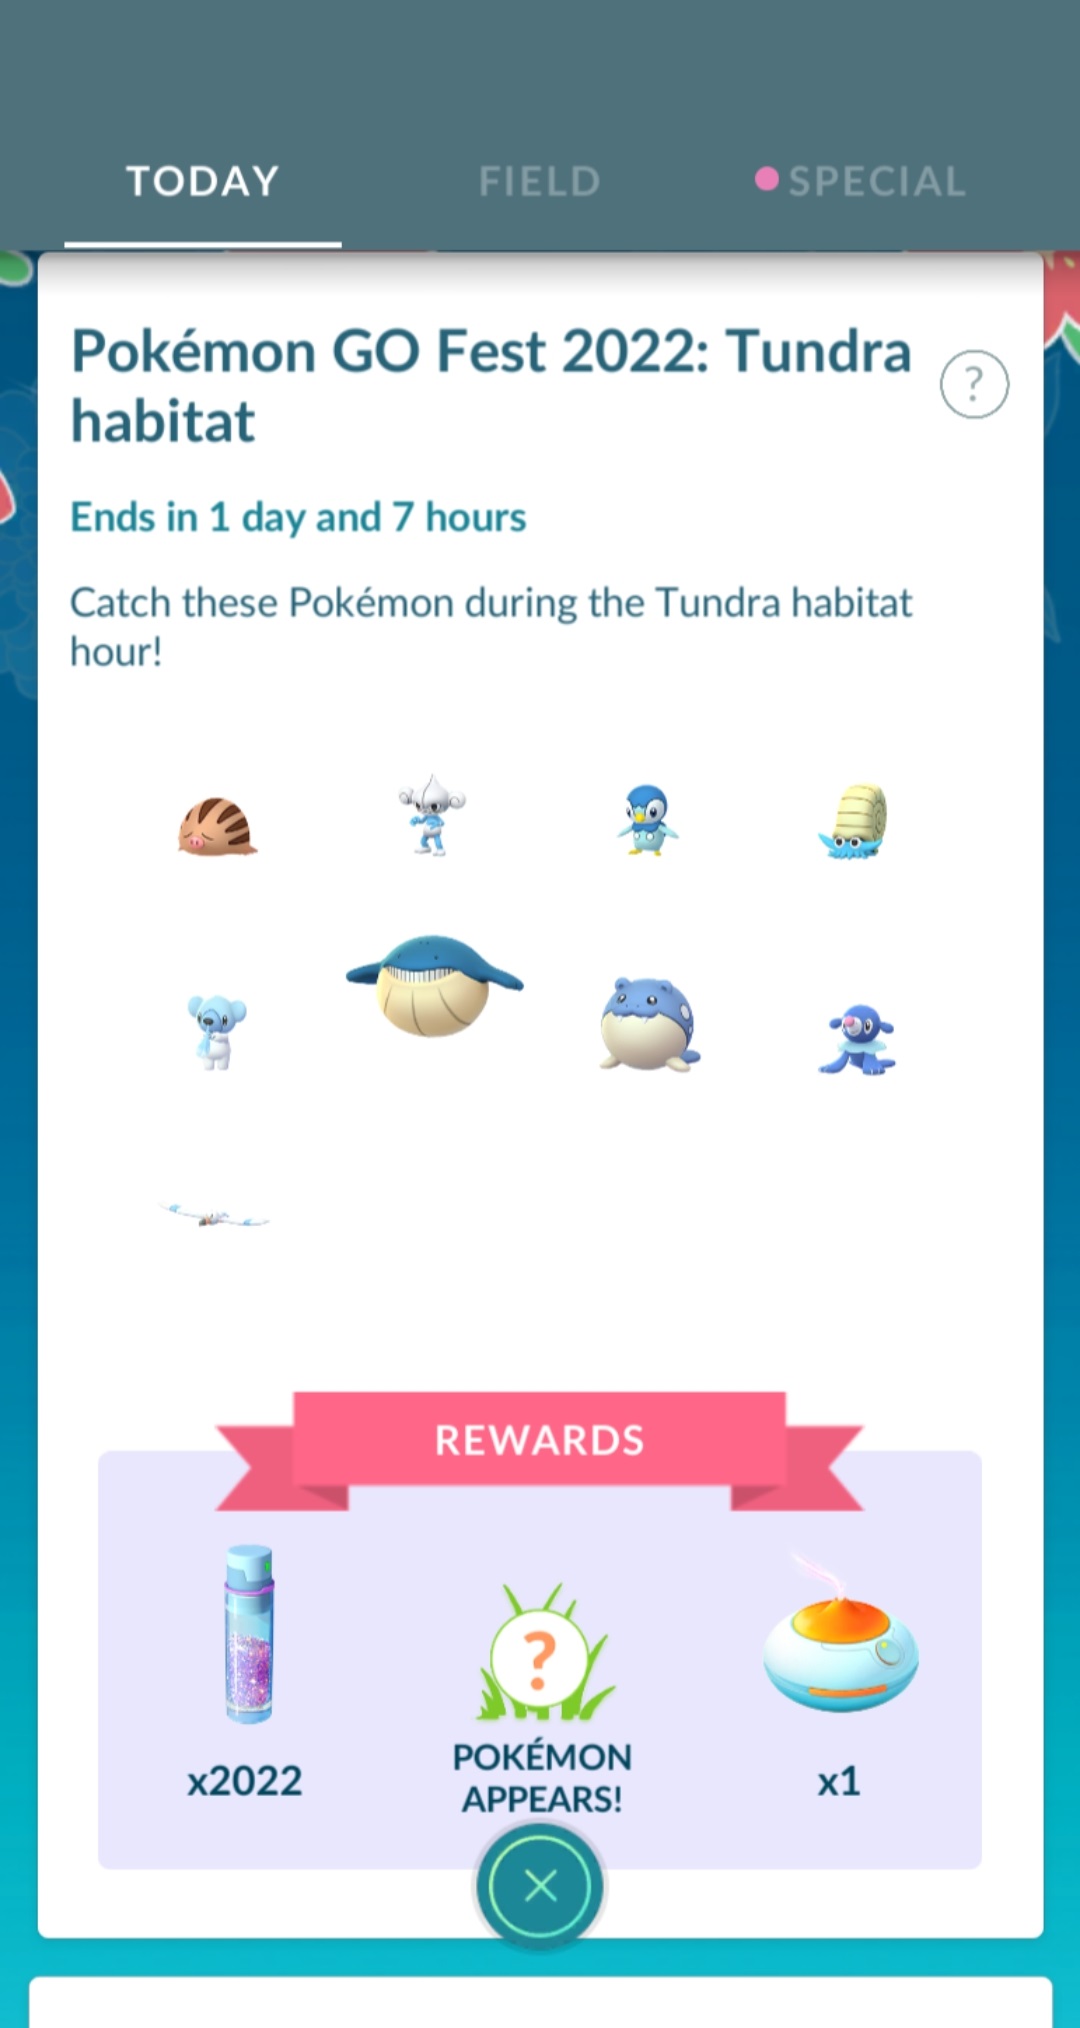 TODAY
FIELD
SPECIAL
Pokémon GO Fest 2022: Tundra
habitat
?
Ends in 1 day and 7 hours
Catch these Pokémon during the Tundra habitat
hour!
REWARDS
?
x2022
POKÉMON
APPEARS!
x1